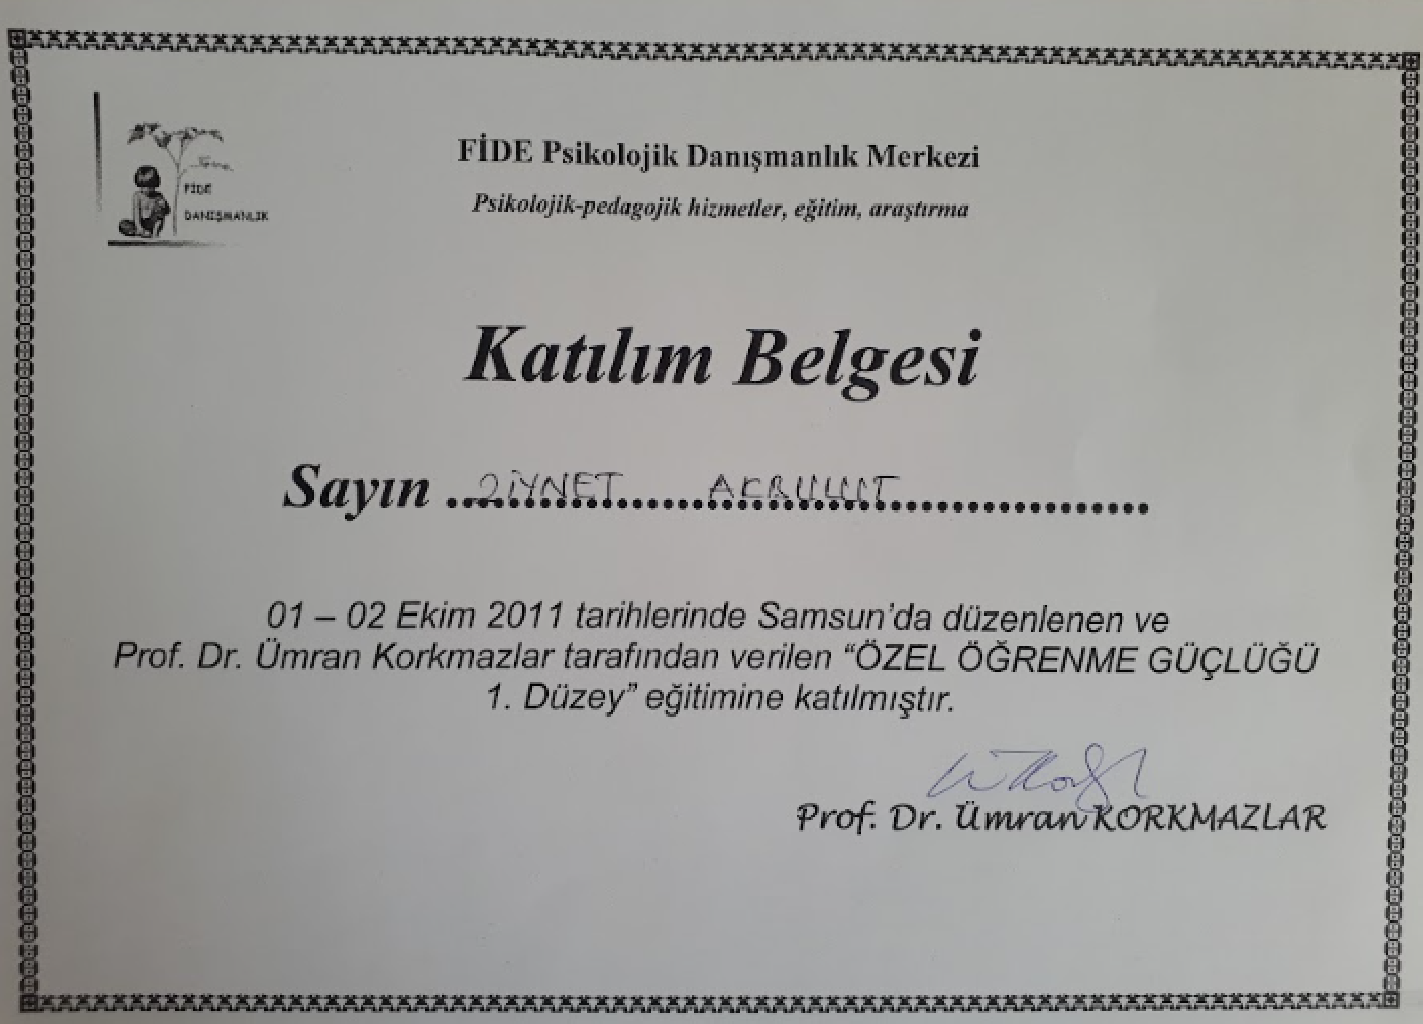 FİDE
DANIŞMANLIK
FİDE Psikolojik Danışmanlık Merkezi
Psikolojik-pedagojik hizmetler, eğitim, araştırma
Katılım Belgesi
Sayın ..ZİYNET......AKBULUT................
01 – 02 Ekim 2011 tarihlerinde Samsun'da düzenlenen ve
Prof. Dr. Ümran Korkmazlar tarafından verilen “ÖZEL ÖĞRENME GÜÇLÜĞÜ
1. Düzey” eğitimine katılmıştır.
Prof. Dr. Ümran KORKMAZLAR